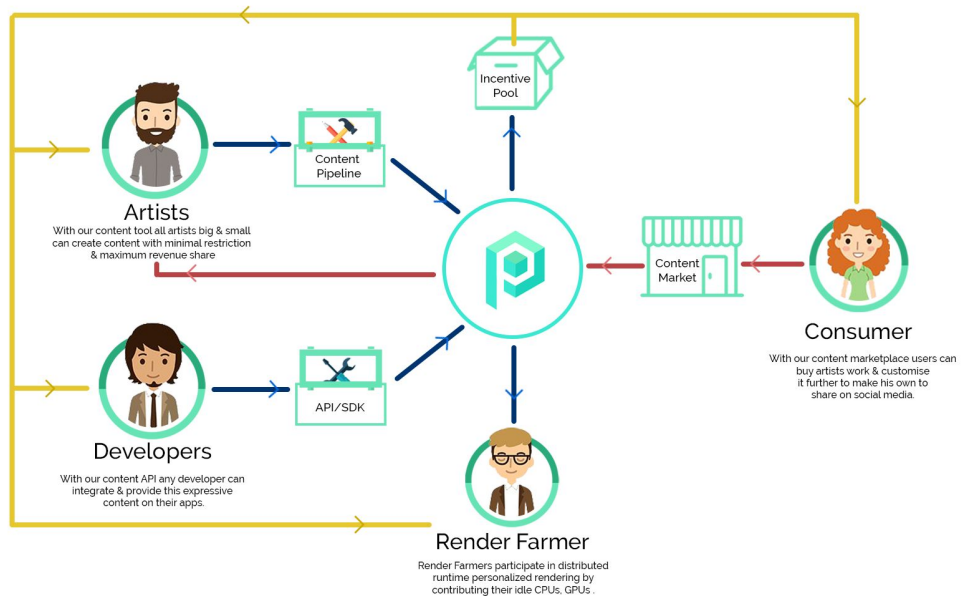 Incentive
Pool
Content
Pipeline
Artists
With our content tool all artists big & small
can create content with minimal restriction
& maximum revenue share
Content
Market
Consumer
With our content marketplace users can
buy artists work & customise
it further to make his own to
share on social media.
API/SDK
Developers
With our content API any developer can
integrate & provide this expressive
content on their apps.
Render Farmer
Render Farmers participate in distributed
runtime personalized rendering by
contributing their idle CPUs, GPUs .